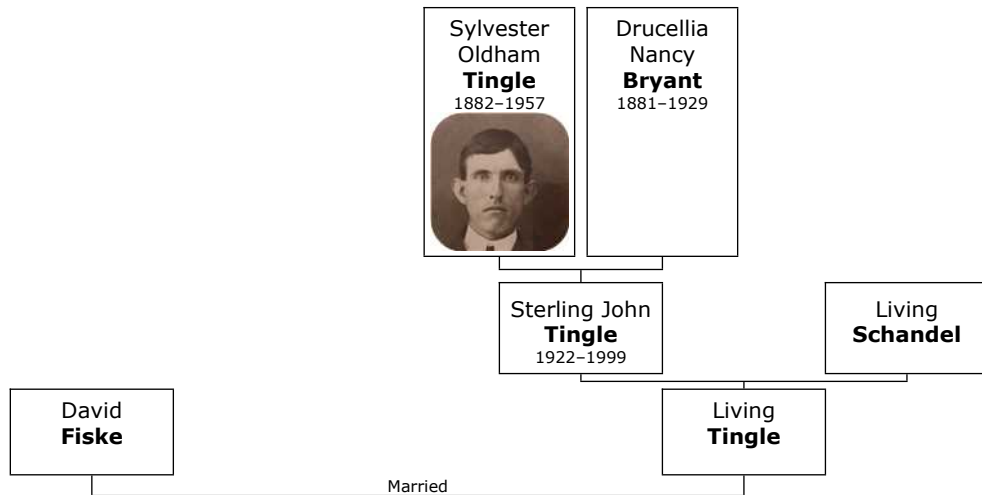 Sylvester
Oldham
Tingle
1882–1957
Drucellia
Nancy
Bryant
1881–1929
Sterling John
Tingle
1922–1999
Living
Schandel
David
Fiske
Living
Tingle
Married